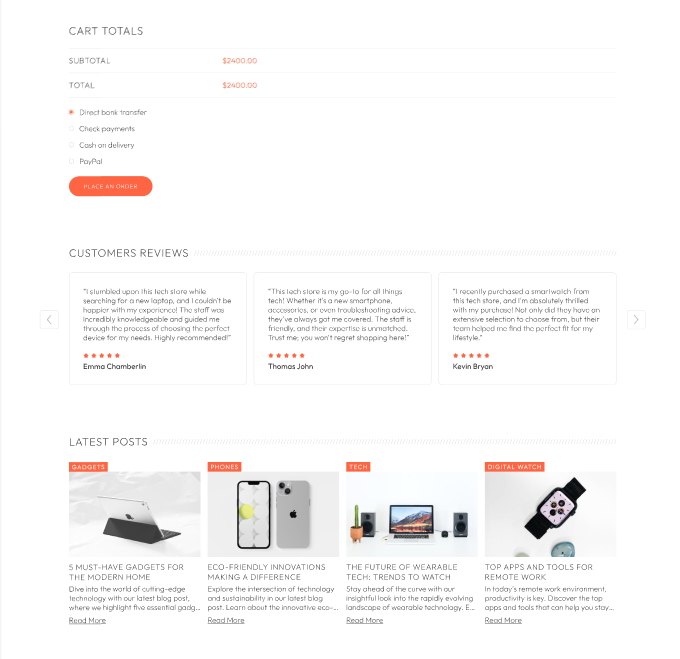 CART TOTALS
SUBTOTAL $2400.00
TOTAL $2400.00
Direct bank transfer
Check payments
Cash on delivery
PayPal
PLACE AN ORDER
CUSTOMERS REVIEWS
"I stumbled upon this tech store while
searching for a new laptop, and I couldn't be
happier with my experience! The staff was
incredibly knowledgeable and guided me
through the process of choosing the perfect
device for my needs. Highly recommended!"
Emma Chamberlin
"This tech store is my go-to for all things
tech! Whether it's a new smartphone,
accessories, or even troubleshooting advice,
they've always got me covered. The staff is
friendly, and their expertise is unmatched.
Trust me; you won't regret shopping here!"
Thomas John
"I recently purchased a smartwatch from
this tech store, and I'm absolutely thrilled
with my purchase! Not only did they have an
extensive selection to choose from, but their
team helped me find the perfect fit for my
lifestyle."
Kevin Bryan
LATEST POSTS
GADGETS
5 MUST-HAVE GADGETS FOR
THE MODERN HOME
Dive into the world of cutting-edge
technology with our latest blog post,
where we highlight five essential gadg...
Read More
PHONES
ECO-FRIENDLY INNOVATIONS
MAKING A DIFFERENCE
Explore the intersection of technology
and sustainability in our latest blog
post. Learn about the innovative eco-...
Read More
TECH
THE FUTURE OF WEARABLE
TECH: TRENDS TO WATCH
Stay ahead of the curve with our
insightful look into the rapidly evolving
landscape of wearable technology. E...
Read More
DIGITAL WATCH
TOP APPS AND TOOLS FOR
REMOTE WORK
In today's remote work environment,
productivity is key. Discover the top
apps and tools that can help you stay...
Read More